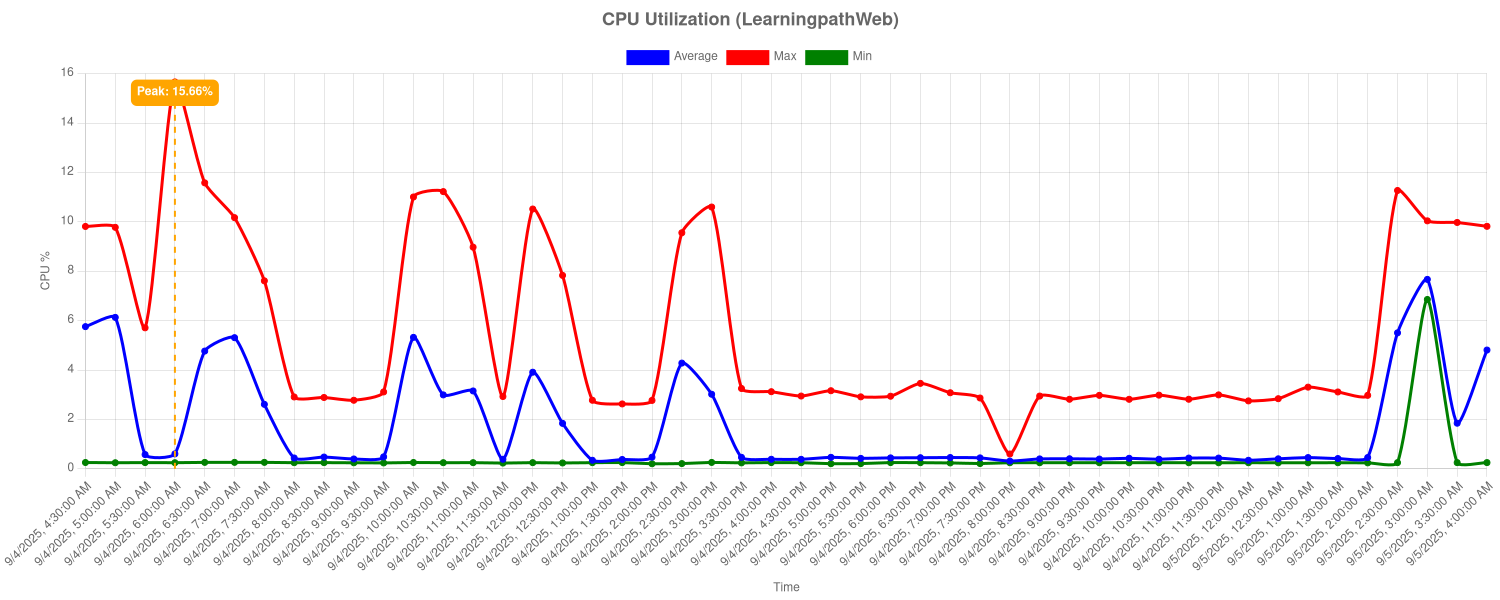 CPU Utilization (LearningpathWeb)
Average Max Min
Peak: 15.66%
16
14
12
10
8
6
4
2
0
CPU %
9/4/2025, 4:30:00 AM
9/4/2025, 5:00:00 AM
9/4/2025, 5:30:00 AM
9/4/2025, 6:00:00 AM
9/4/2025, 6:30:00 AM
9/4/2025, 7:00:00 AM
9/4/2025, 7:30:00 AM
9/4/2025, 8:00:00 AM
9/4/2025, 8:30:00 AM
9/4/2025, 9:00:00 AM
9/4/2025, 9:30:00 AM
9/4/2025, 10:00:00 AM
9/4/2025, 10:30:00 AM
9/4/2025, 11:00:00 AM
9/4/2025, 11:30:00 AM
9/4/2025, 12:00:00 PM
9/4/2025, 12:30:00 PM
9/4/2025, 1:00:00 PM
9/4/2025, 1:30:00 PM
9/4/2025, 2:00:00 PM
9/4/2025, 2:30:00 PM
9/4/2025, 3:00:00 PM
9/4/2025, 3:30:00 PM
9/4/2025, 4:00:00 PM
9/4/2025, 4:30:00 PM
9/4/2025, 5:00:00 PM
9/4/2025, 5:30:00 PM
9/4/2025, 6:00:00 PM
9/4/2025, 6:30:00 PM
9/4/2025, 7:00:00 PM
9/4/2025, 7:30:00 PM
9/4/2025, 8:00:00 PM
9/4/2025, 8:30:00 PM
9/4/2025, 9:00:00 PM
9/4/2025, 9:30:00 PM
9/4/2025, 10:00:00 PM
9/4/2025, 10:30:00 PM
9/4/2025, 11:00:00 PM
9/4/2025, 11:30:00 PM
9/5/2025, 12:00:00 AM
9/5/2025, 12:30:00 AM
9/5/2025, 1:00:00 AM
9/5/2025, 1:30:00 AM
9/5/2025, 2:00:00 AM
9/5/2025, 2:30:00 AM
9/5/2025, 3:00:00 AM
9/5/2025, 3:30:00 AM
9/5/2025, 4:00:00 AM
Time